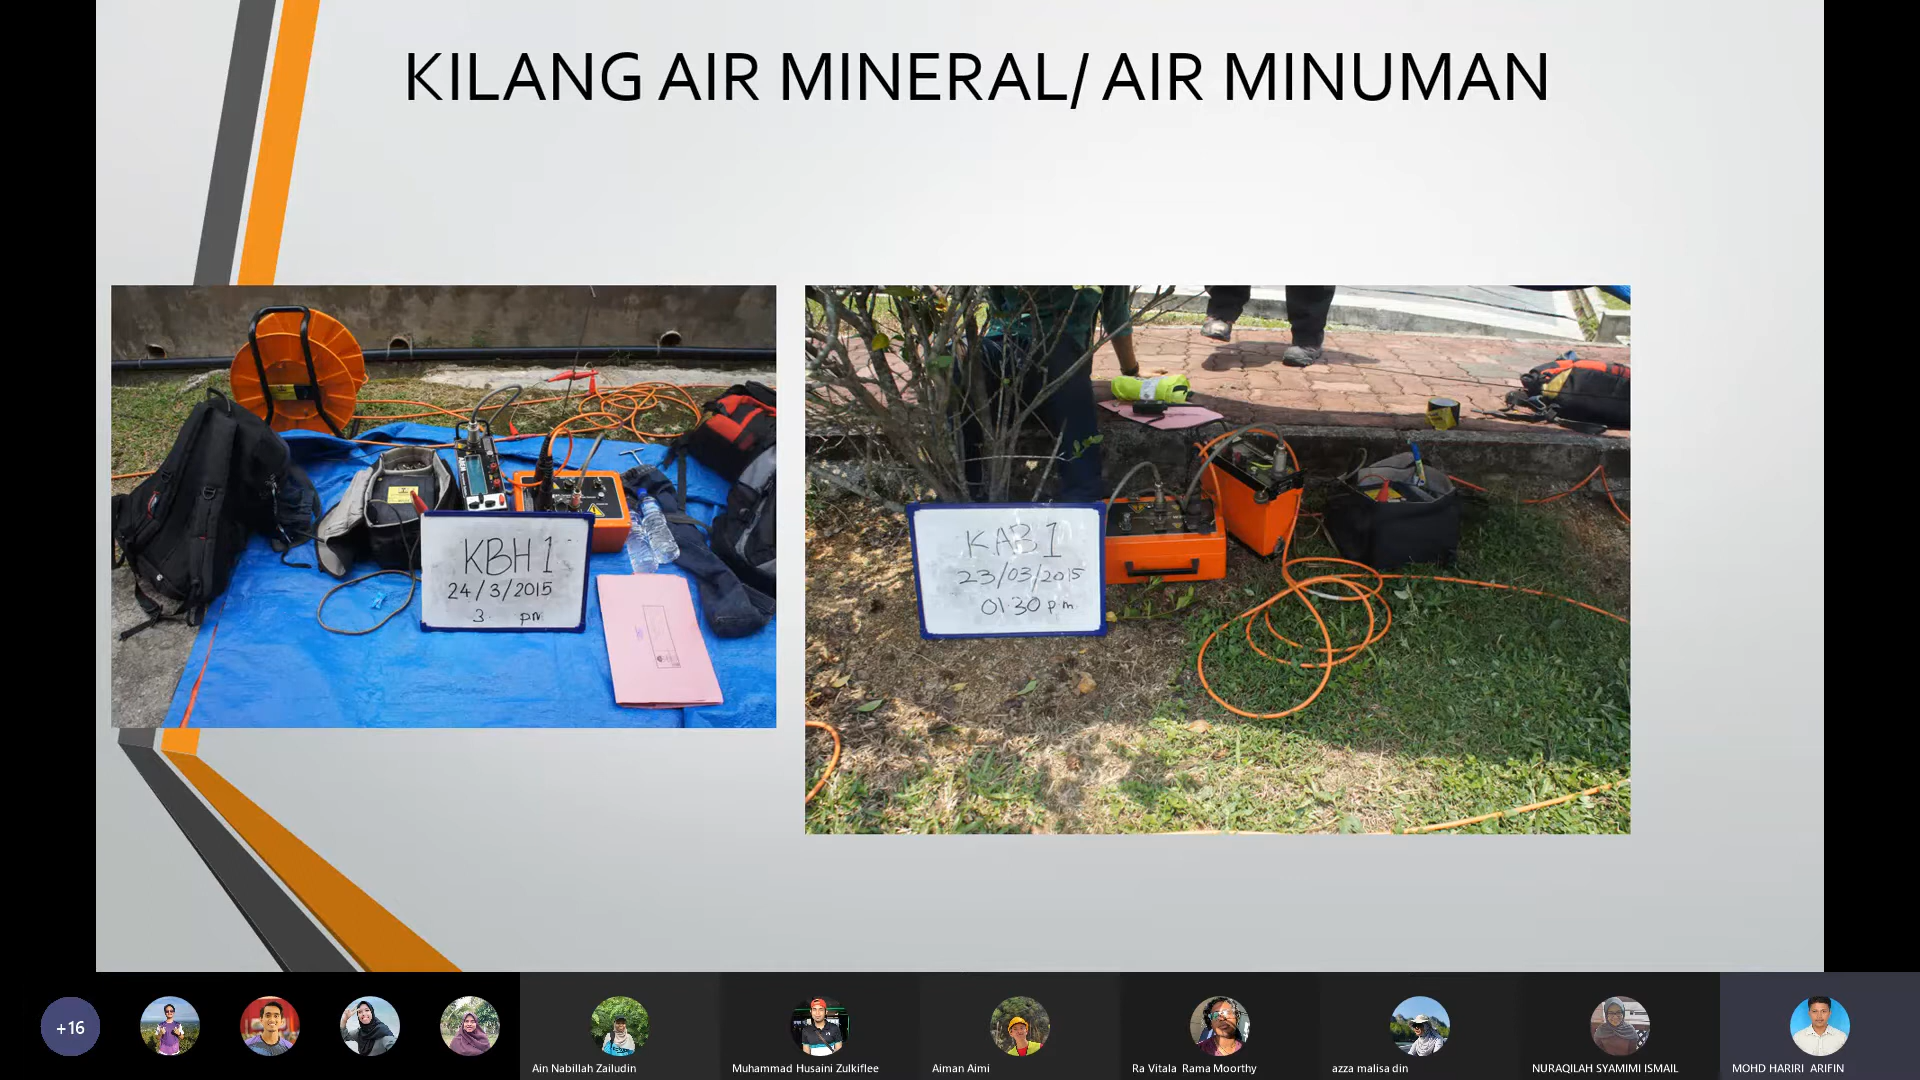 KILANG AIR MINERAL/ AIR MINUMAN
KBH 1
24/3/2015
3 pm
KAB 1
23/03/2015
01.30 pm
+16
Ain Nabillah Zailudin
Muhammad Husaini Zulkiflee
Aiman Aimi
Ra Vitala Rama Moorthy
azza malisa din
NURAQILAH SYAMIMI ISMAIL
MOHD HARIRI ARIFIN